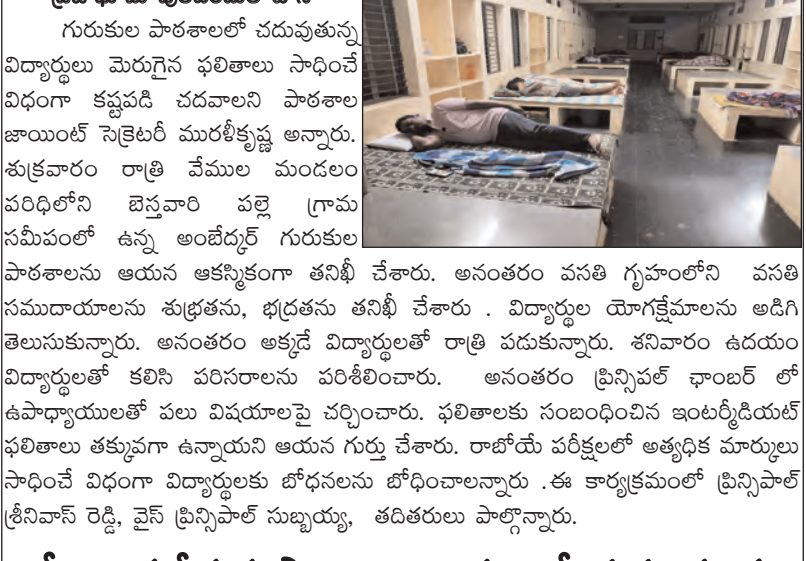 గురుకుల పాఠశాలలో చదువుతున్న
విద్యార్థులు మెరుగైన ఫలితాలు సాధించే
విధంగా కష్టపడి చదవాలని పాఠశాల
జాయింట్ సెక్రెటరీ మురళీకృష్ణ అన్నారు.
శుక్రవారం రాత్రి వేముల మండలం
పరిధిలోని బెస్తవారి పల్లె గ్రామ
సమీపంలో ఉన్న అంబేద్కర్ గురుకుల
పాఠశాలను ఆయన ఆకస్మికంగా తనిఖీ చేశారు. అనంతరం వసతి గృహంలోని వసతి
సముదాయాలను శుభ్రతను, భద్రతను తనిఖీ చేశారు . విద్యార్థుల యోగక్షేమాలను అడిగి
తెలుసుకున్నారు. అనంతరం అక్కడే విద్యార్థులతో రాత్రి పడుకున్నారు. శనివారం ఉదయం
విద్యార్థులతో కలిసి పరిసరాలను పరిశీలించారు. అనంతరం ప్రిన్సిపల్ ఛాంబర్ లో
ఉపాధ్యాయులతో పలు విషయాలపై చర్చించారు. ఫలితాలకు సంబంధించిన ఇంటర్మీడియట్
ఫలితాలు తక్కువగా ఉన్నాయని ఆయన గుర్తు చేశారు. రాబోయే పరీక్షలలో అత్యధిక మార్కులు
సాధించే విధంగా విద్యార్థులకు బోధనలను బోధించాలన్నారు .ఈ కార్యక్రమంలో ప్రిన్సిపాల్
శ్రీనివాస్ రెడ్డి, వైస్ ప్రిన్సిపాల్ సుబ్బయ్య, తదితరులు పాల్గొన్నారు.